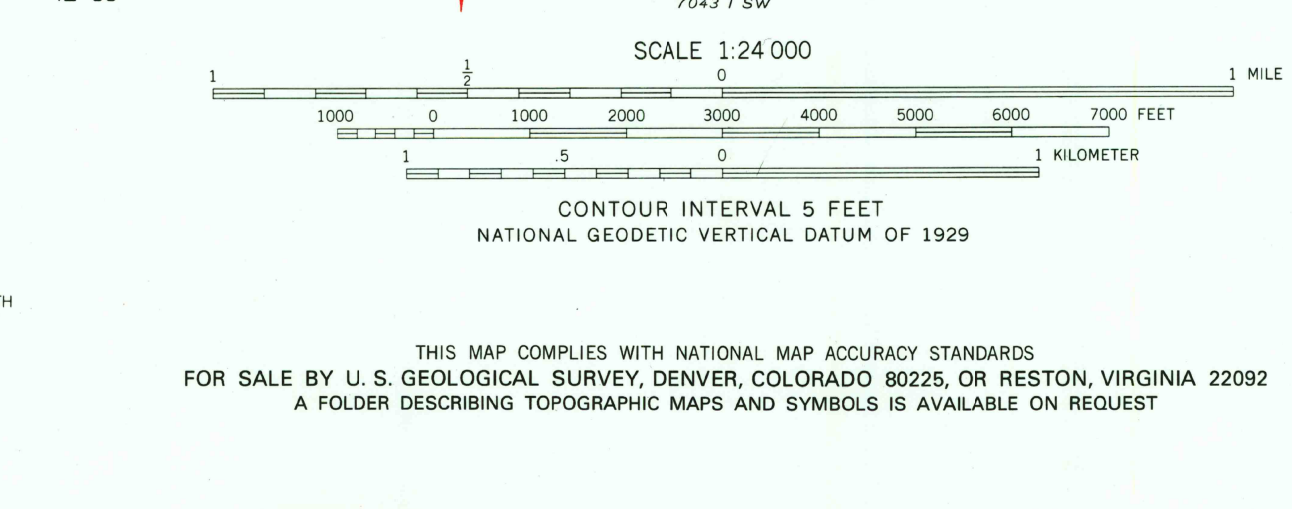 7043 I SW
SCALE 1:24 000
1 1/2 0 1 MILE
1000 0 1000 2000 3000 4000 5000 6000 7000 FEET
1 .5 0 1 KILOMETER
CONTOUR INTERVAL 5 FEET
NATIONAL GEODETIC VERTICAL DATUM OF 1929
TH
THIS MAP COMPLIES WITH NATIONAL MAP ACCURACY STANDARDS
FOR SALE BY U. S. GEOLOGICAL SURVEY, DENVER, COLORADO 80225, OR RESTON, VIRGINIA 22092
A FOLDER DESCRIBING TOPOGRAPHIC MAPS AND SYMBOLS IS AVAILABLE ON REQUEST